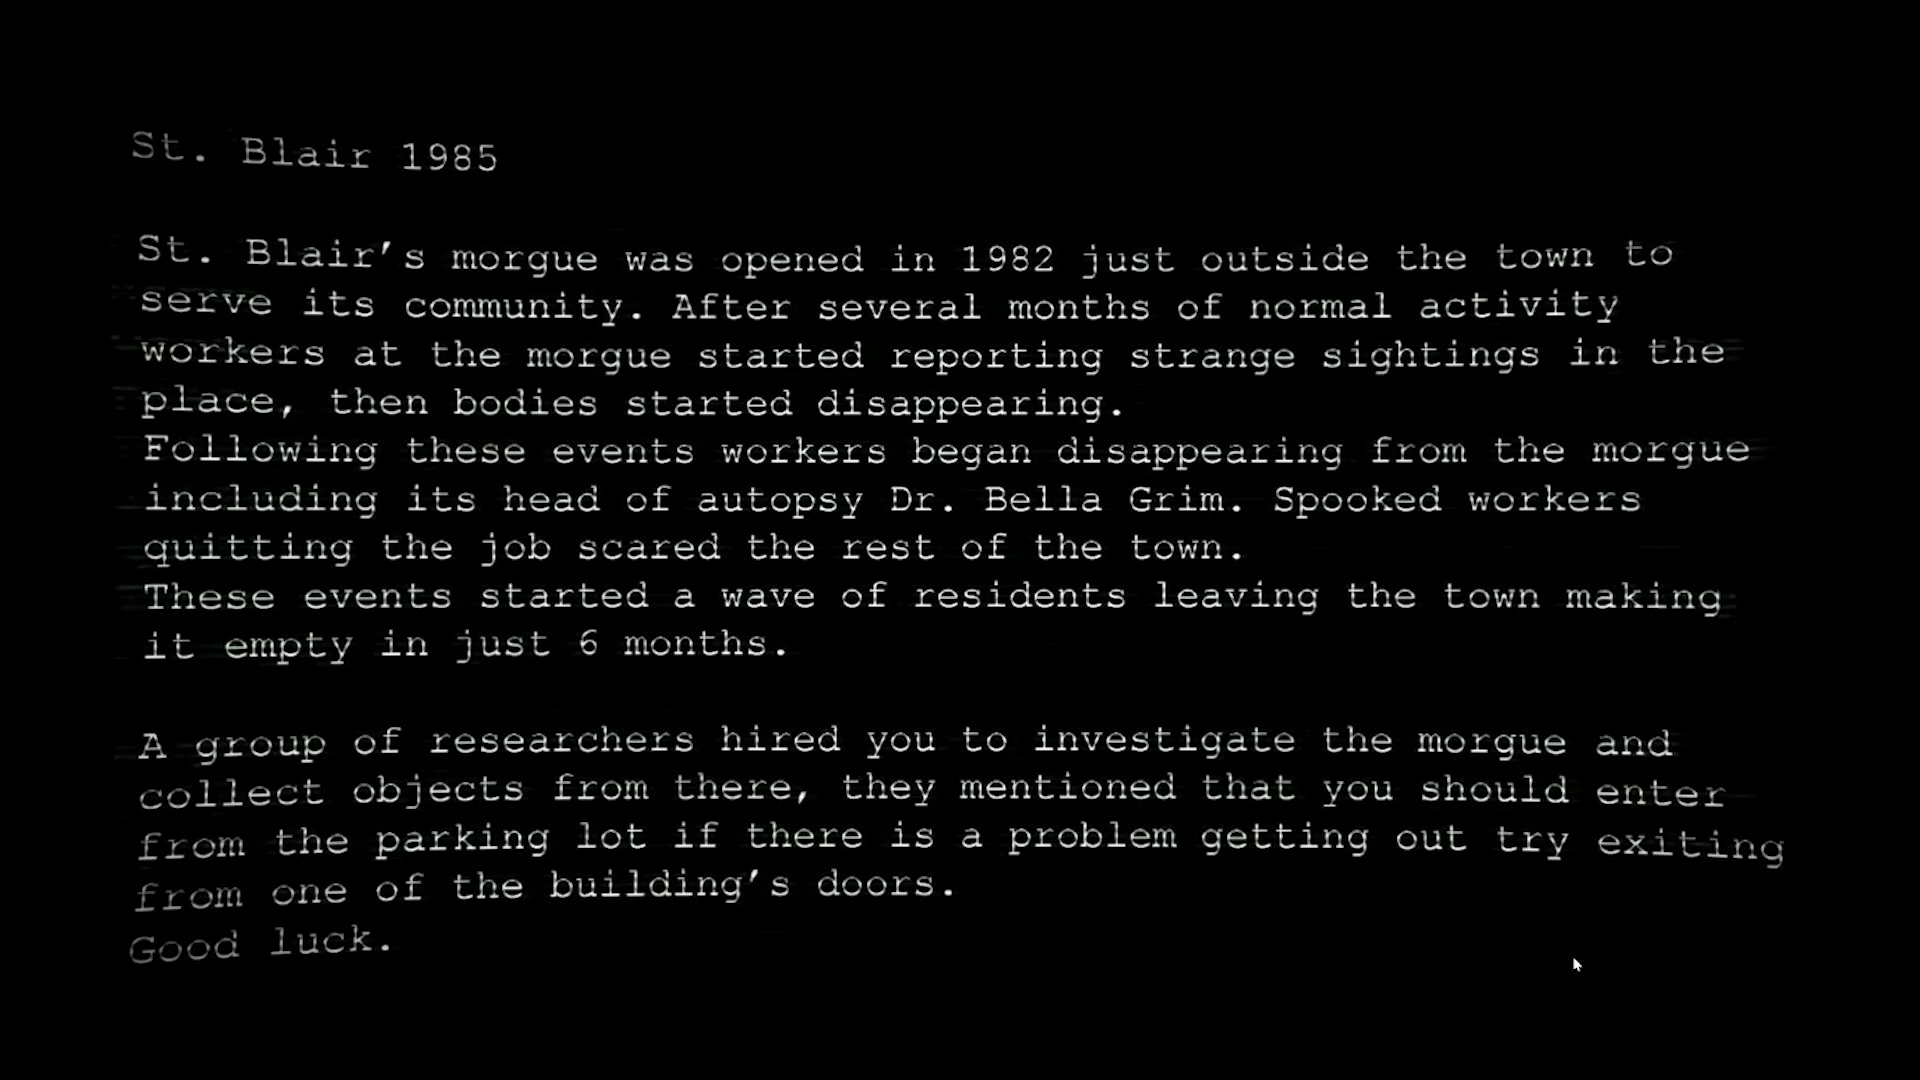 St. Blair 1985
St. Blair's morgue was opened in 1982 just outside the town to
serve its community. After several months of normal activity
workers at the morgue started reporting strange sightings in the
place, then bodies started disappearing.
Following these events workers began disappearing from the morgue
including its head of autopsy Dr. Bella Grim. Spooked workers
quitting the job scared the rest of the town.
These events started a wave of residents leaving the town making
it empty in just 6 months.
A group of researchers hired you to investigate the morgue and
collect objects from there, they mentioned that you should enter
from the parking lot if there is a problem getting out try exiting
from one of the building's doors.
Good luck.